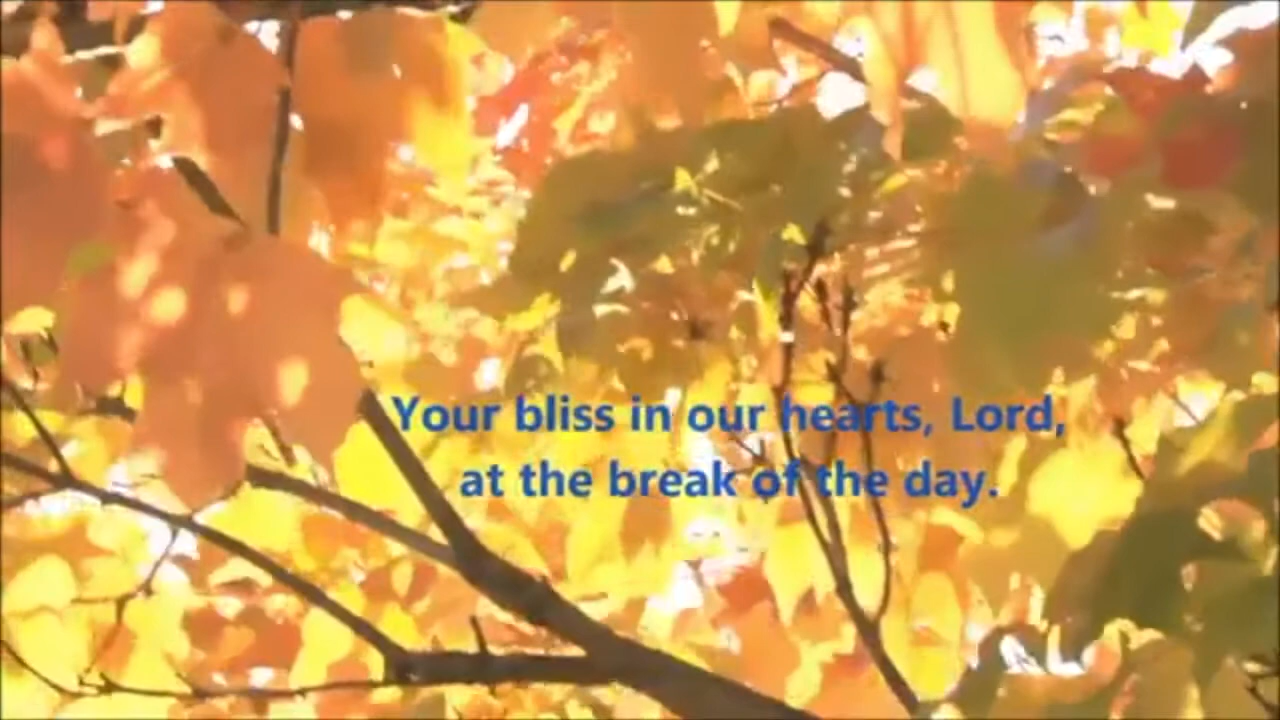 Your bliss in our hearts, Lord,
at the break of the day.